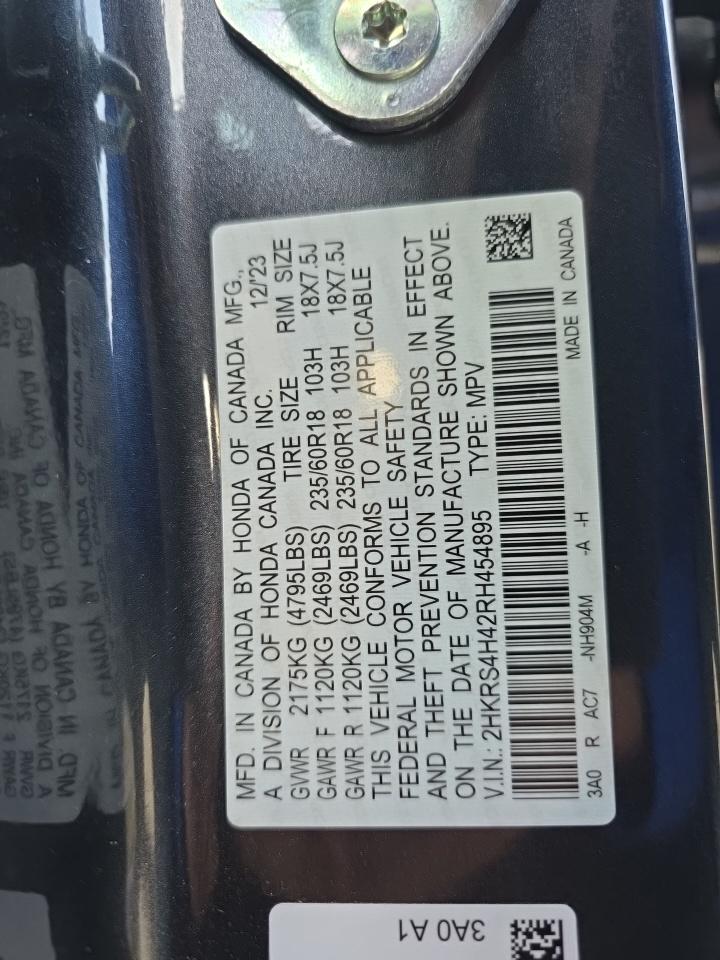 MFD. IN CANADA BY HONDA OF CANADA MFG.,
A DIVISION OF HONDA CANADA INC. 12/23
GVWR 2175KG (4795LBS) TIRE SIZE RIM SIZE
GAWR F 1120KG (2469LBS) 235/60R18 103H 18X7.5J
GAWR R 1120KG (2469LBS) 235/60R18 103H 18X7.5J
THIS VEHICLE CONFORMS TO ALL APPLICABLE
FEDERAL MOTOR VEHICLE SAFETY
AND THEFT PREVENTION STANDARDS IN EFFECT
ON THE DATE OF MANUFACTURE SHOWN ABOVE.
V.I.N.: 2HKRS4H42RH454895 TYPE: MPV
3A0 R AC7 -NH904M -A -H MADE IN CANADA
3A0 A1